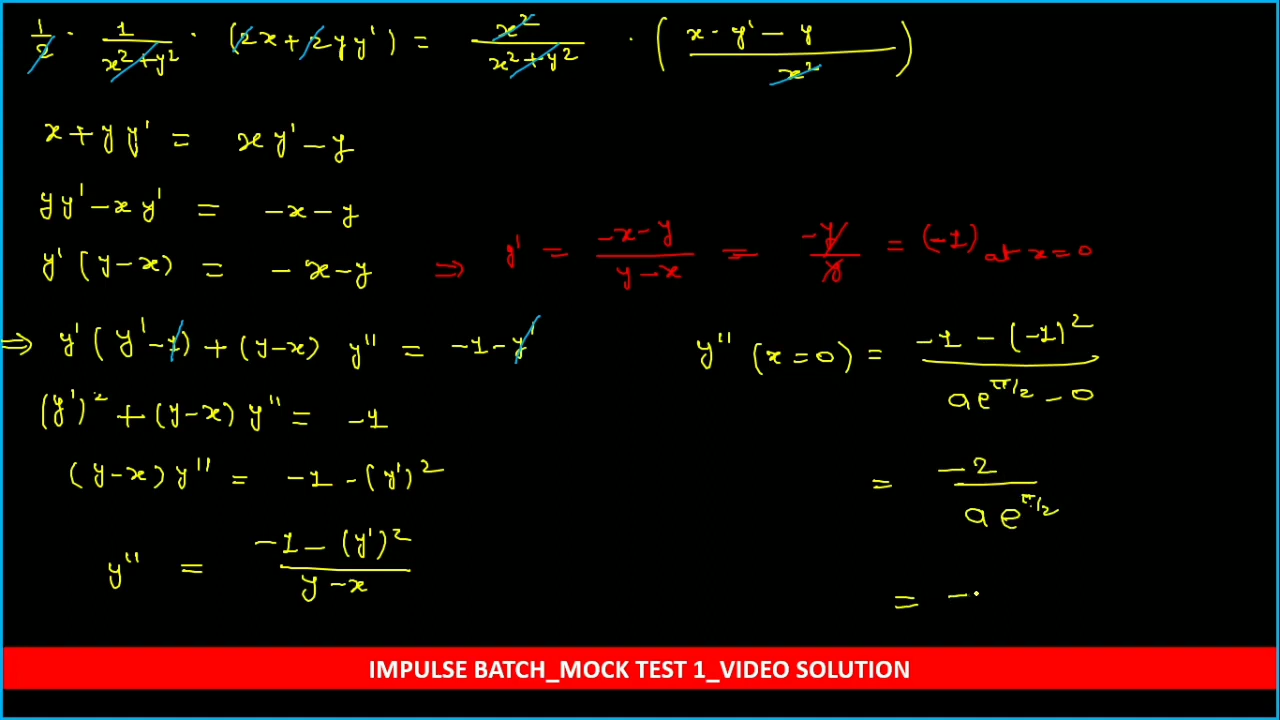 1/2 · 1/(x²+y²) · (2x + 2yy') = x²/(x²+y²) · ((x·y' − y)/x²)
x + yy' = xy' − y
yy' − xy' = −x − y
y'(y−x) = −x−y ⇒ y' = (−x−y)/(y−x) = −y/y = (−1) at x=0
⇒ y'(y'−1) + (y−x) y'' = −1−y'
y''(x=0) = (−1 − (−1)²)/(ae^(π/2) − 0)
(y')² + (y−x) y'' = −1
(y−x) y'' = −1 − (y')²
= −2/(ae^(π/2))
y'' = (−1 − (y')²)/(y−x)
= −
IMPULSE BATCH_MOCK TEST 1_VIDEO SOLUTION